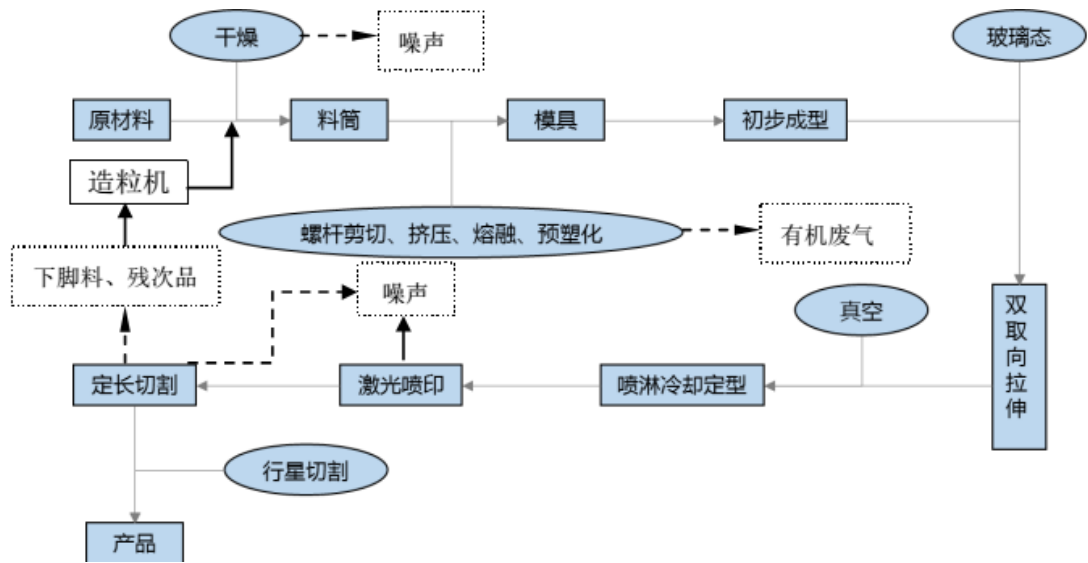 干燥
噪声
玻璃态
原材料
料筒
模具
初步成型
造粒机
螺杆剪切、挤压、熔融、预塑化
有机废气
下脚料、残次品
噪声
真空
双取向拉伸
定长切割
激光喷印
喷淋冷却定型
行星切割
产品